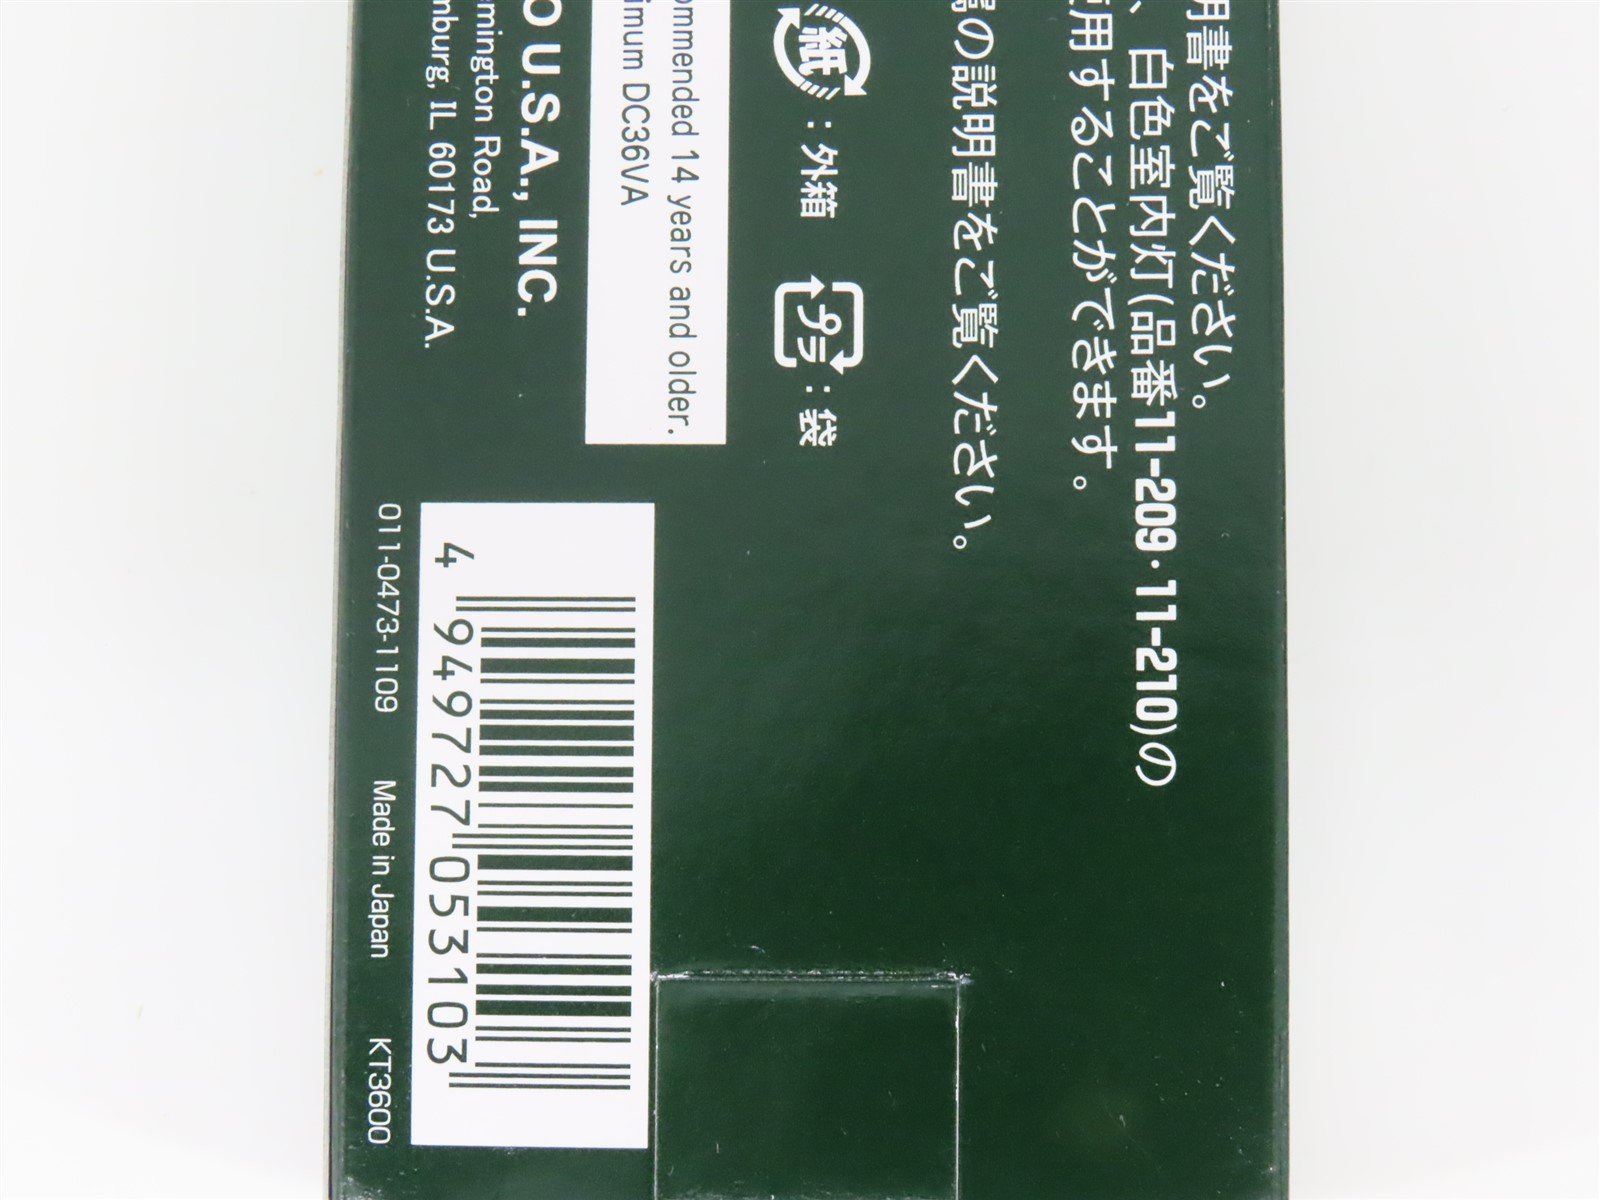 明書をご覧ください。
、白色室内灯(品番11-209・11-210)の
使用することができます。
属の説明書をご覧ください。
紙：外箱 プラ：袋
ommended 14 years and older.
imum DC36VA
O U.S.A., INC.
mington Road,
mburg, IL 60173 U.S.A.
4 949727 053103
011-0473-1109 Made in Japan KT3600